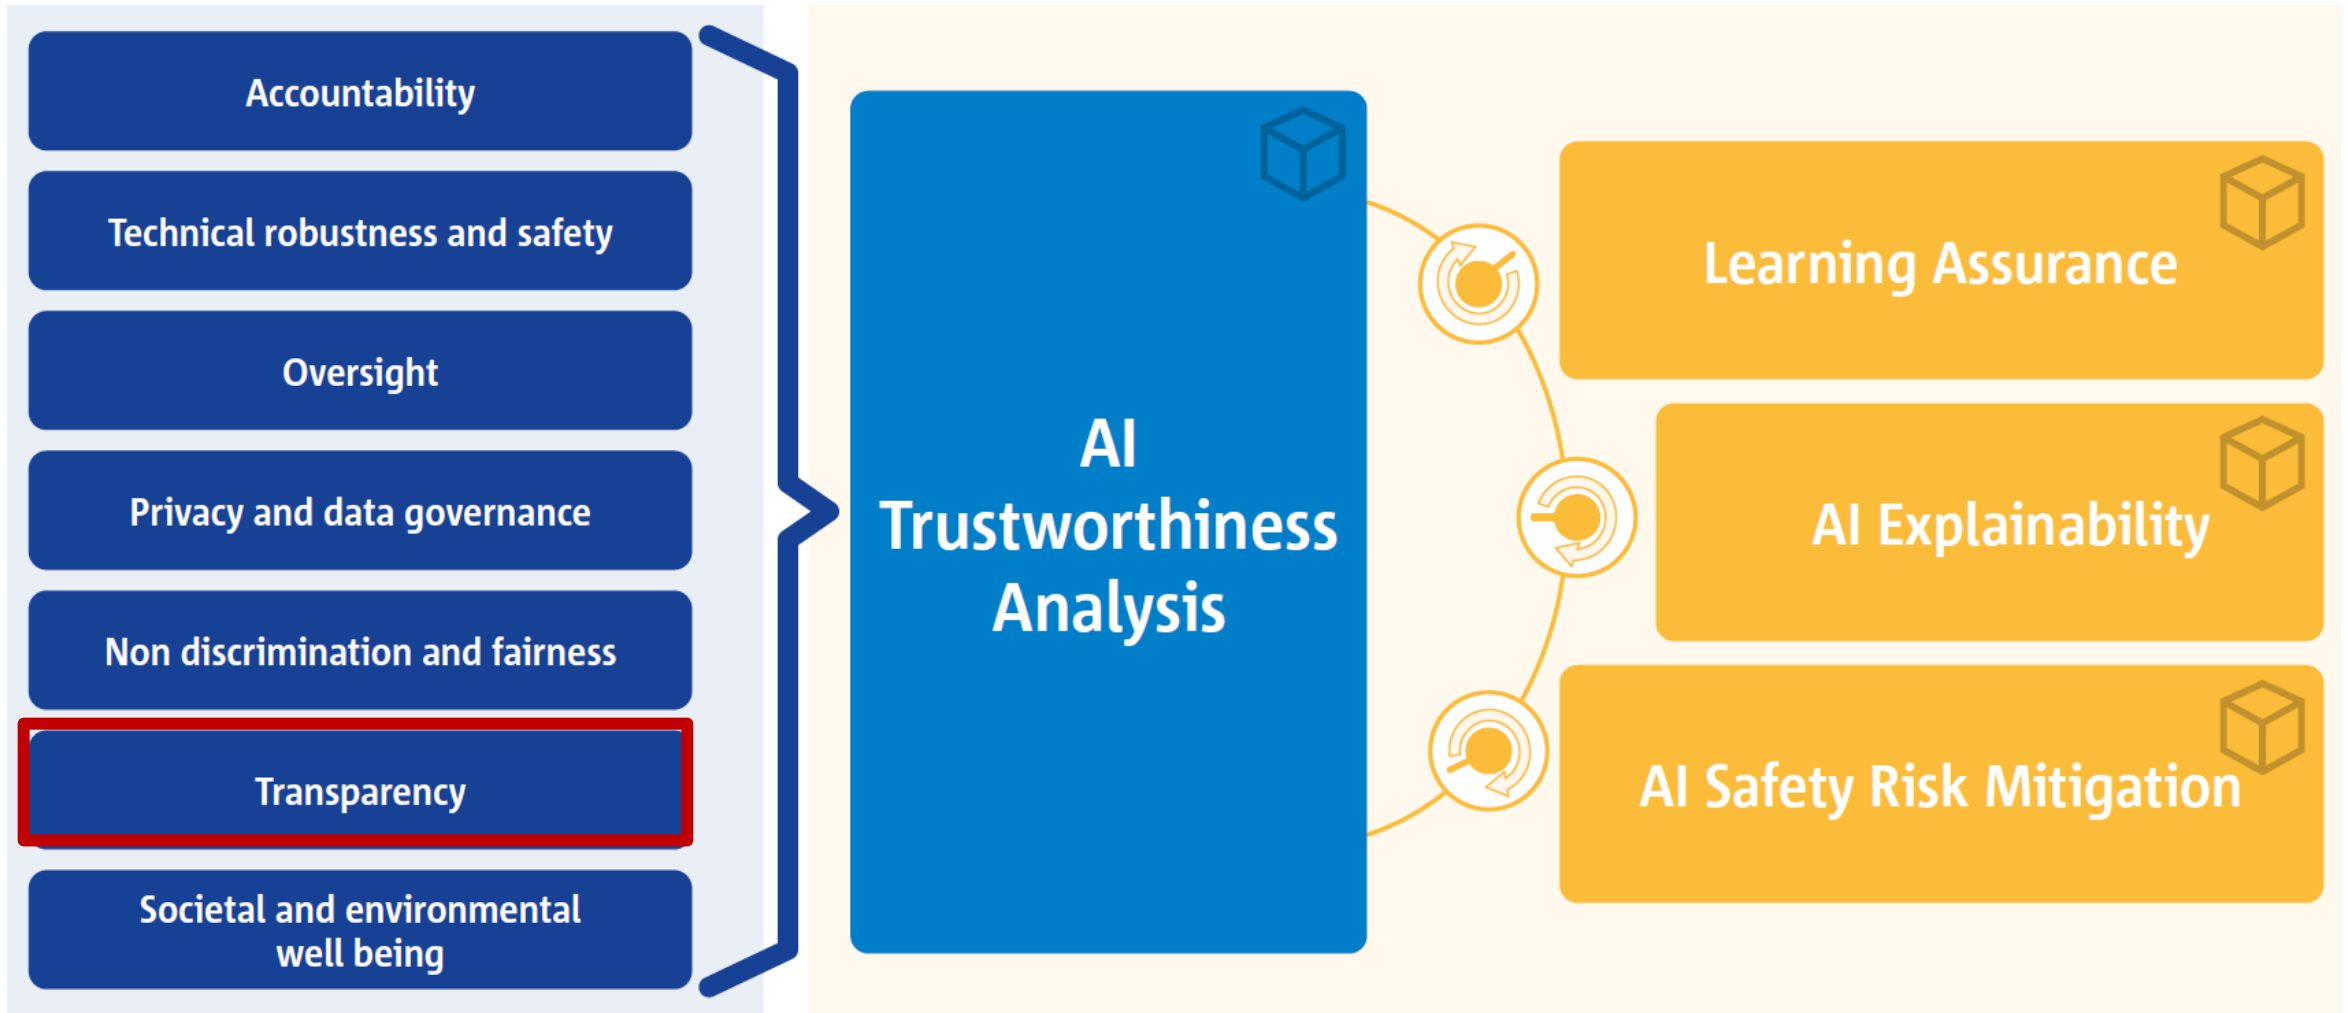 Accountability
Technical robustness and safety
Oversight
Privacy and data governance
Non discrimination and fairness
Transparency
Societal and environmental
well being
AI
Trustworthiness
Analysis
Learning Assurance
AI Explainability
AI Safety Risk Mitigation